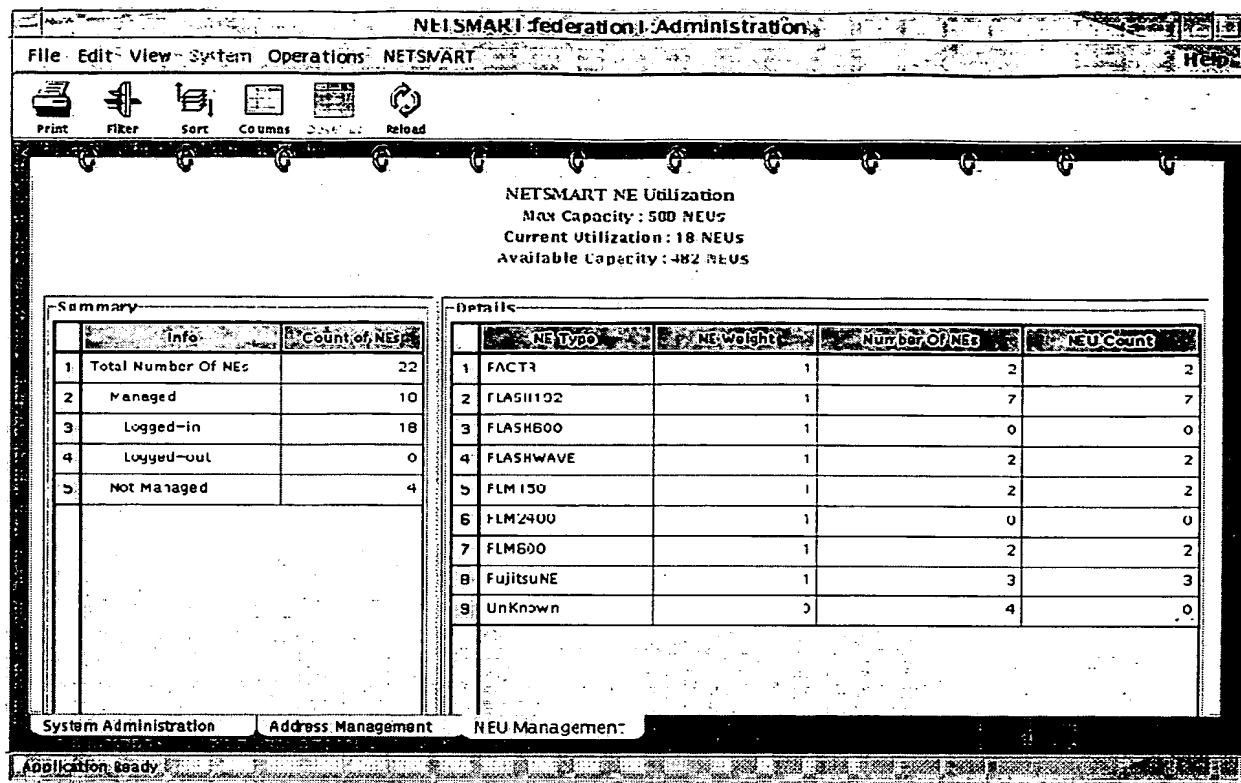 NETSMART federation1 Administration
File Edit View System Operations NETSMART Help
Print Filter Sort Columns Reload
NETSMART NE Utilization
Max Capacity : 500 NEUs
Current Utilization : 18 NEUs
Available Capacity : 482 NEUs
Summary
Info Count of NEs
1 Total Number Of NEs 22
2 Managed 10
3 Logged-in 18
4 Logged-out 0
5 Not Managed 4
Details
NE Type NE Weight Number Of NEs NEU Count
1 FACTR 1 2 2
2 FLASH192 1 7 7
3 FLASH600 1 0 0
4 FLASHWAVE 1 2 2
5 FLM150 1 2 2
6 FLM2400 1 0 0
7 FLM600 1 2 2
8 FujitsuNE 1 3 3
9 UnKnown 0 4 0
System Administration Address Management NEU Management
Application Ready